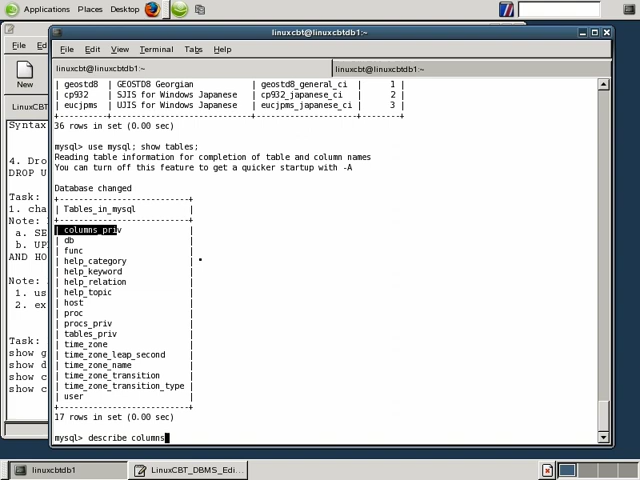 Applications Places Desktop
linuxcbt@linuxcbtdb1:~
File Edit View Terminal Tabs Help
linuxcbt@linuxcbtdb1:~
linuxcbt@linuxcbtdb1:~
| geostd8 | GEOSTD8 Georgian | geostd8_general_ci | 1 |
| cp932 | SJIS for Windows Japanese | cp932_japanese_ci | 2 |
| eucjpms | UJIS for Windows Japanese | eucjpms_japanese_ci | 3 |
36 rows in set (0.00 sec)
mysql> use mysql; show tables;
Reading table information for completion of table and column names
You can turn off this feature to get a quicker startup with -A
Database changed
| Tables_in_mysql |
| columns_priv |
| db |
| func |
| help_category |
| help_keyword |
| help_relation |
| help_topic |
| host |
| proc |
| procs_priv |
| tables_priv |
| time_zone |
| time_zone_leap_second |
| time_zone_name |
| time_zone_transition |
| time_zone_transition_type |
| user |
17 rows in set (0.00 sec)
mysql> describe columns
File Ed
New
LinuxCBT
Syntax
4. Dro
DROP U
Task:
1. cha
Note:
a. SE
b. UP
AND HO
Note:
1. us
2. ex
Task:
show g
show d
show c
show c
linuxcbtdb1
LinuxCBT_DBMS_Edi...